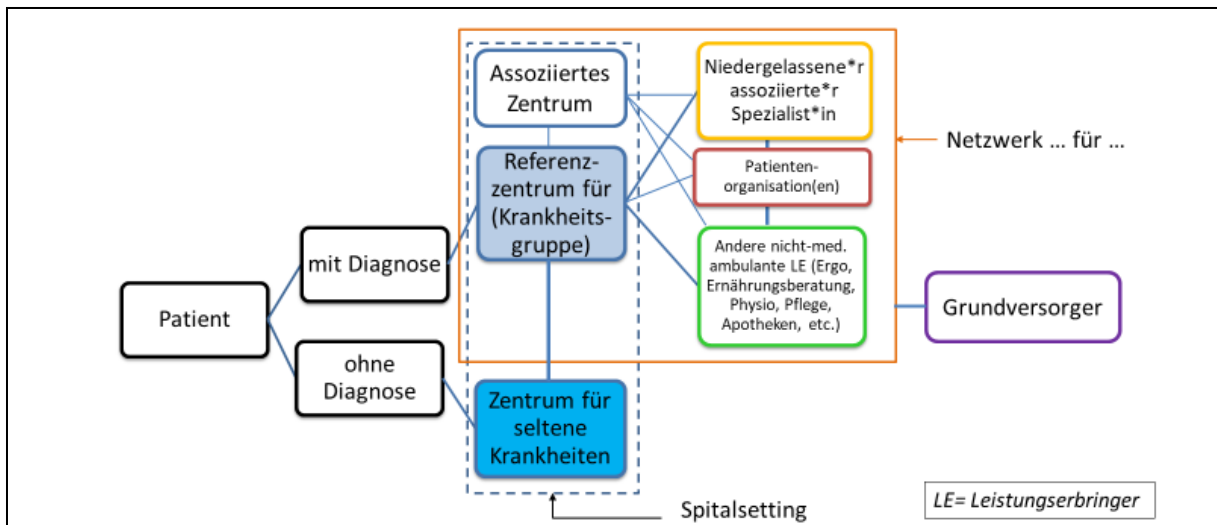 Patient
mit Diagnose
ohne
Diagnose
Assoziiertes
Zentrum
Referenz-
zentrum für
(Krankheits-
gruppe)
Zentrum für
seltene
Krankheiten
Niedergelassene*r
assoziierte*r
Spezialist*in
Patienten-
organisation(en)
Andere nicht-med.
ambulante LE (Ergo,
Ernährungsberatung,
Physio, Pflege,
Apotheken, etc.)
Netzwerk ... für ...
Grundversorger
Spitalsetting
LE= Leistungserbringer